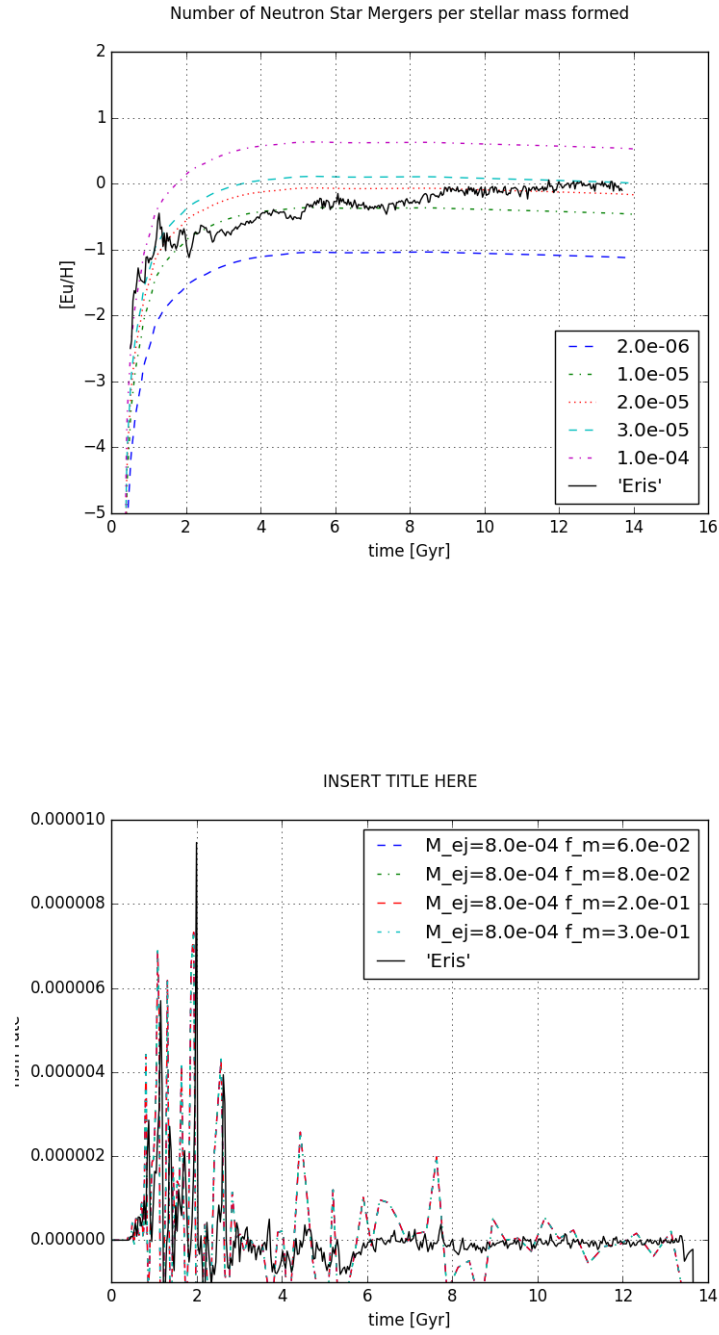 Number of Neutron Star Mergers per stellar mass formed
2
1
0
−1
−2
−3
−4
−5
[Eu/H]
2.0e-06
1.0e-05
2.0e-05
3.0e-05
1.0e-04
'Eris'
0 2 4 6 8 10 12 14 16
time [Gyr]
INSERT TITLE HERE
0.000010
0.000008
0.000006
0.000004
0.000002
0.000000
M_ej=8.0e-04 f_m=6.0e-02
M_ej=8.0e-04 f_m=8.0e-02
M_ej=8.0e-04 f_m=2.0e-01
M_ej=8.0e-04 f_m=3.0e-01
'Eris'
0 2 4 6 8 10 12 14
time [Gyr]